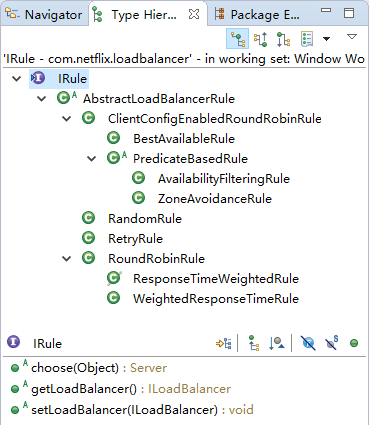 Navigator Type Hier... Package E...
'IRule - com.netflix.loadbalancer' - in working set: Window Wo
IRule
AbstractLoadBalancerRule
ClientConfigEnabledRoundRobinRule
BestAvailableRule
PredicateBasedRule
AvailabilityFilteringRule
ZoneAvoidanceRule
RandomRule
RetryRule
RoundRobinRule
ResponseTimeWeightedRule
WeightedResponseTimeRule
IRule
choose(Object) : Server
getLoadBalancer() : ILoadBalancer
setLoadBalancer(ILoadBalancer) : void